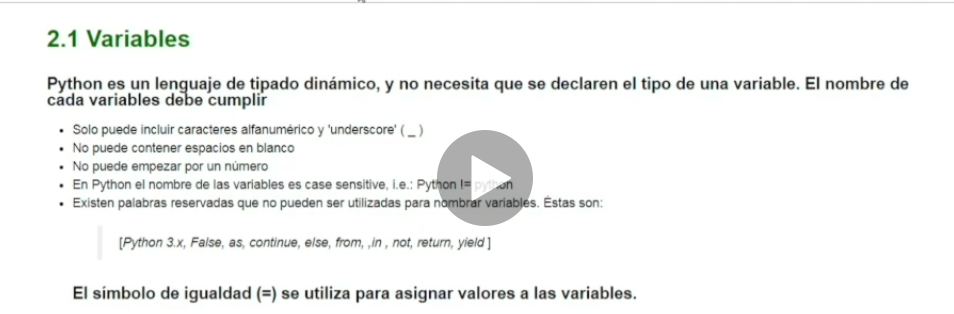 2.1 Variables
Python es un lenguaje de tipado dinámico, y no necesita que se declaren el tipo de una variable. El nombre de
cada variables debe cumplir
• Solo puede incluir caracteres alfanumérico y 'underscore' ( _ )
• No puede contener espacios en blanco
• No puede empezar por un número
• En Python el nombre de las variables es case sensitive, i.e.: Python != python
• Existen palabras reservadas que no pueden ser utilizadas para nombrar variables. Éstas son:
[Python 3.x, False, as, continue, else, from, ,in , not, return, yield ]
El símbolo de igualdad (=) se utiliza para asignar valores a las variables.